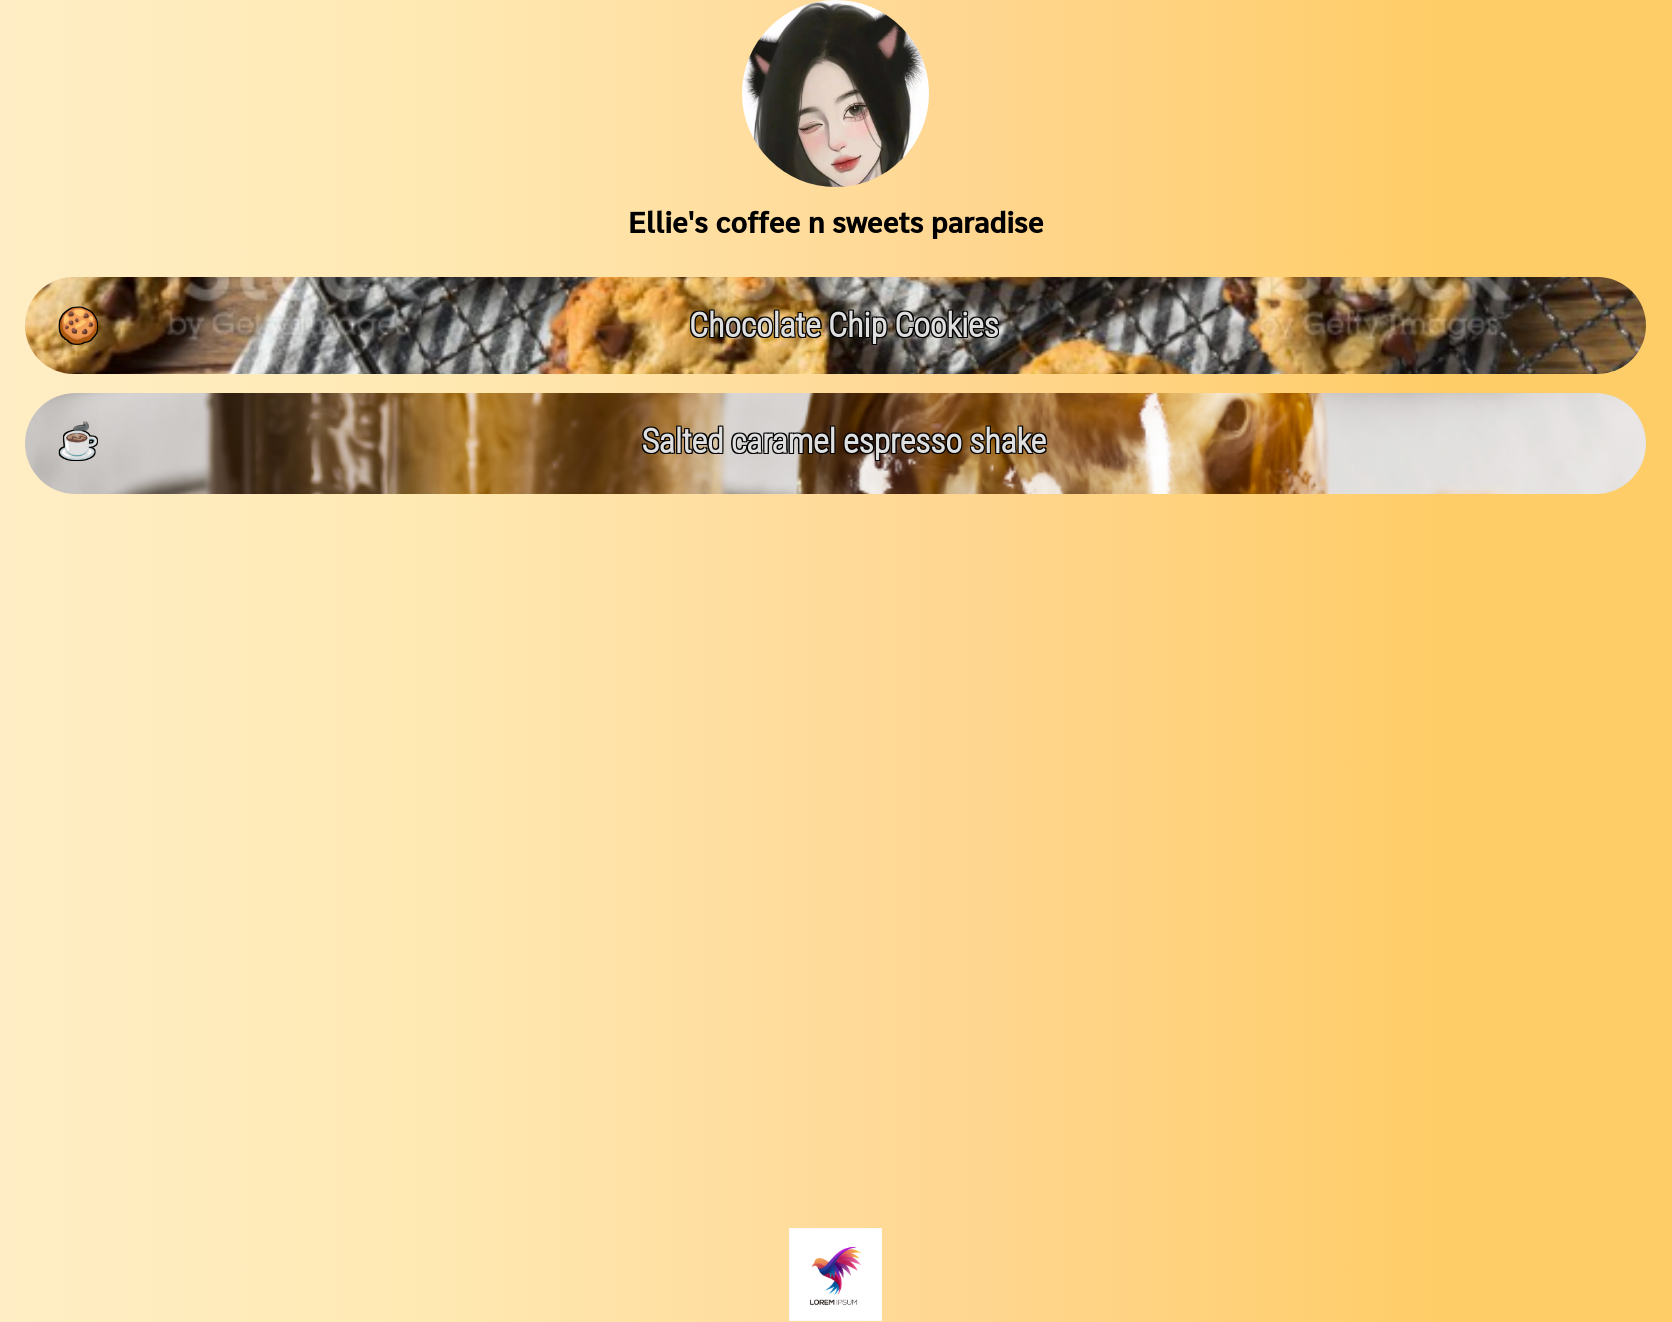 Ellie's coffee n sweets paradise
by Getty Images
Chocolate Chip Cookies
by Getty Images
Salted caramel espresso shake
LOREM IPSUM